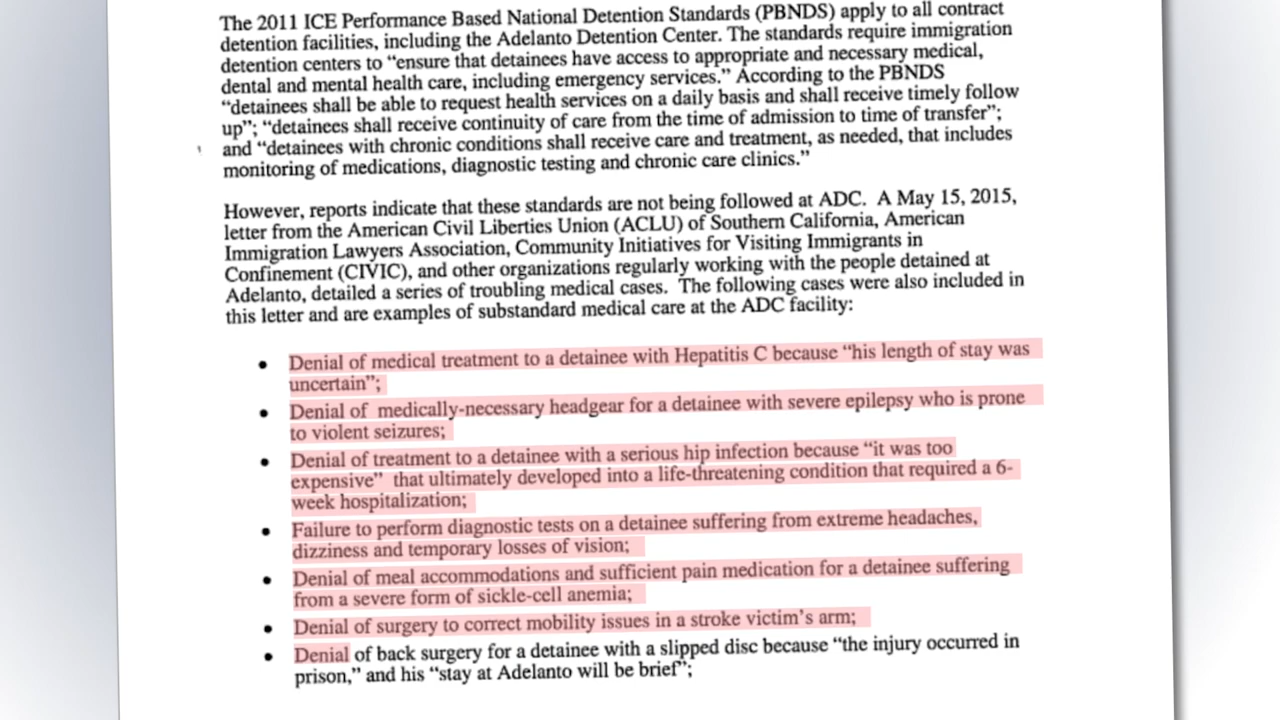 The 2011 ICE Performance Based National Detention Standards (PBNDS) apply to all contract
detention facilities, including the Adelanto Detention Center. The standards require immigration
detention centers to “ensure that detainees have access to appropriate and necessary medical,
dental and mental health care, including emergency services.” According to the PBNDS
“detainees shall be able to request health services on a daily basis and shall receive timely follow
up”; “detainees shall receive continuity of care from the time of admission to time of transfer”;
and “detainees with chronic conditions shall receive care and treatment, as needed, that includes
monitoring of medications, diagnostic testing and chronic care clinics.”
However, reports indicate that these standards are not being followed at ADC.  A May 15, 2015,
letter from the American Civil Liberties Union (ACLU) of Southern California, American
Immigration Lawyers Association, Community Initiatives for Visiting Immigrants in
Confinement (CIVIC), and other organizations regularly working with the people detained at
Adelanto, detailed a series of troubling medical cases.  The following cases were also included in
this letter and are examples of substandard medical care at the ADC facility:
• Denial of medical treatment to a detainee with Hepatitis C because “his length of stay was
uncertain”;
• Denial of  medically-necessary headgear for a detainee with severe epilepsy who is prone
to violent seizures;
• Denial of treatment to a detainee with a serious hip infection because “it was too
expensive”  that ultimately developed into a life-threatening condition that required a 6-
week hospitalization;
• Failure to perform diagnostic tests on a detainee suffering from extreme headaches,
dizziness and temporary losses of vision;
• Denial of meal accommodations and sufficient pain medication for a detainee suffering
from a severe form of sickle-cell anemia;
• Denial of surgery to correct mobility issues in a stroke victim’s arm;
• Denial of back surgery for a detainee with a slipped disc because “the injury occurred in
prison,” and his “stay at Adelanto will be brief”;